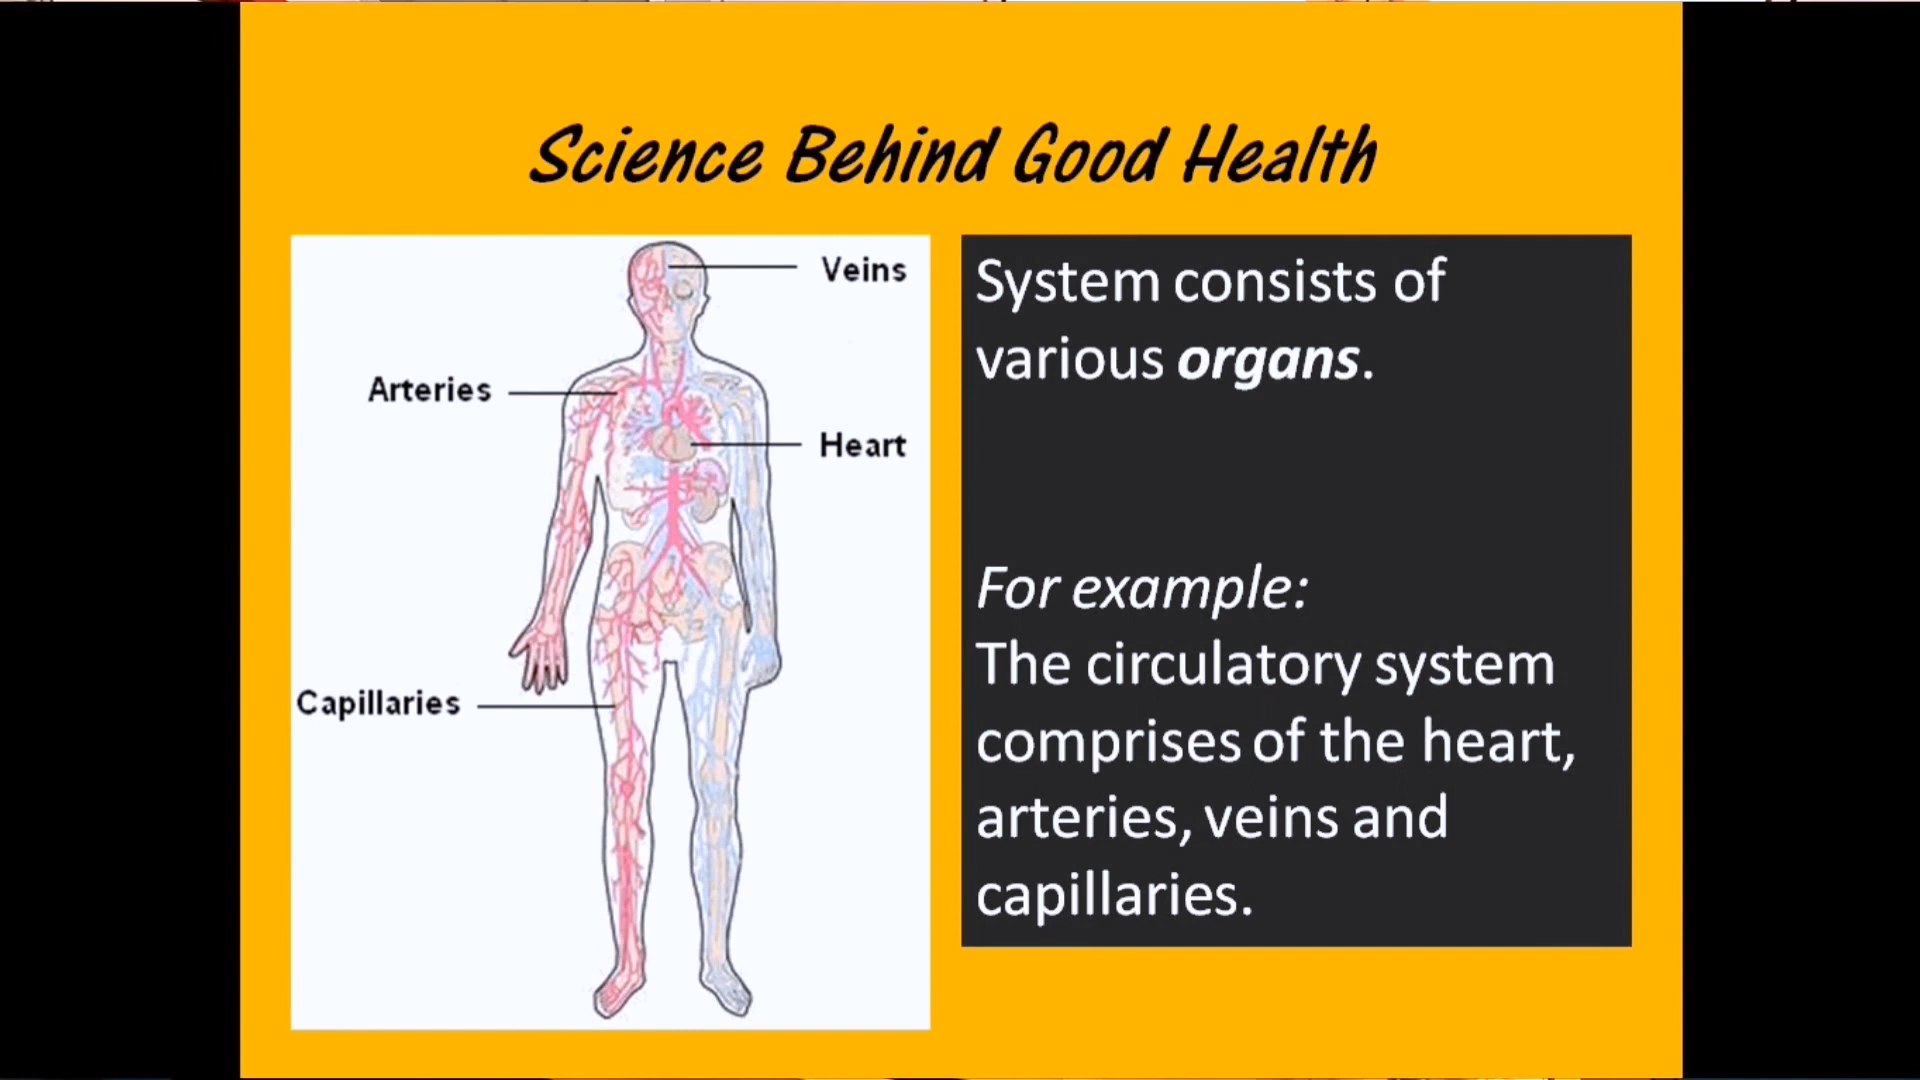 Science Behind Good Health
Veins
Arteries
Heart
Capillaries
System consists of
various organs.
For example:
The circulatory system
comprises of the heart,
arteries, veins and
capillaries.